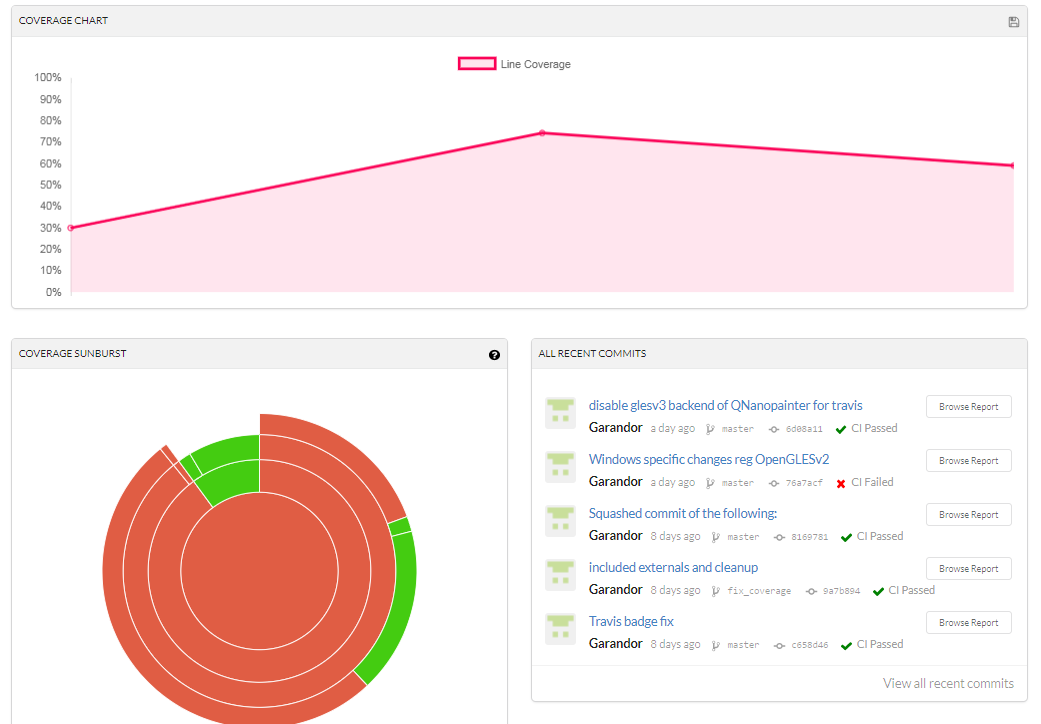 COVERAGE CHART
Line Coverage
100%
90%
80%
70%
60%
50%
40%
30%
20%
10%
0%
COVERAGE SUNBURST
ALL RECENT COMMITS
disable glesv3 backend of QNanopainter for travis
Browse Report
Garandor a day ago master 6d08a11 CI Passed
Windows specific changes reg OpenGLESv2
Browse Report
Garandor a day ago master 76a7acf CI Failed
Squashed commit of the following:
Browse Report
Garandor 8 days ago master 8169781 CI Passed
included externals and cleanup
Browse Report
Garandor 8 days ago fix_coverage 9a7b894 CI Passed
Travis badge fix
Browse Report
Garandor 8 days ago master c658d46 CI Passed
View all recent commits